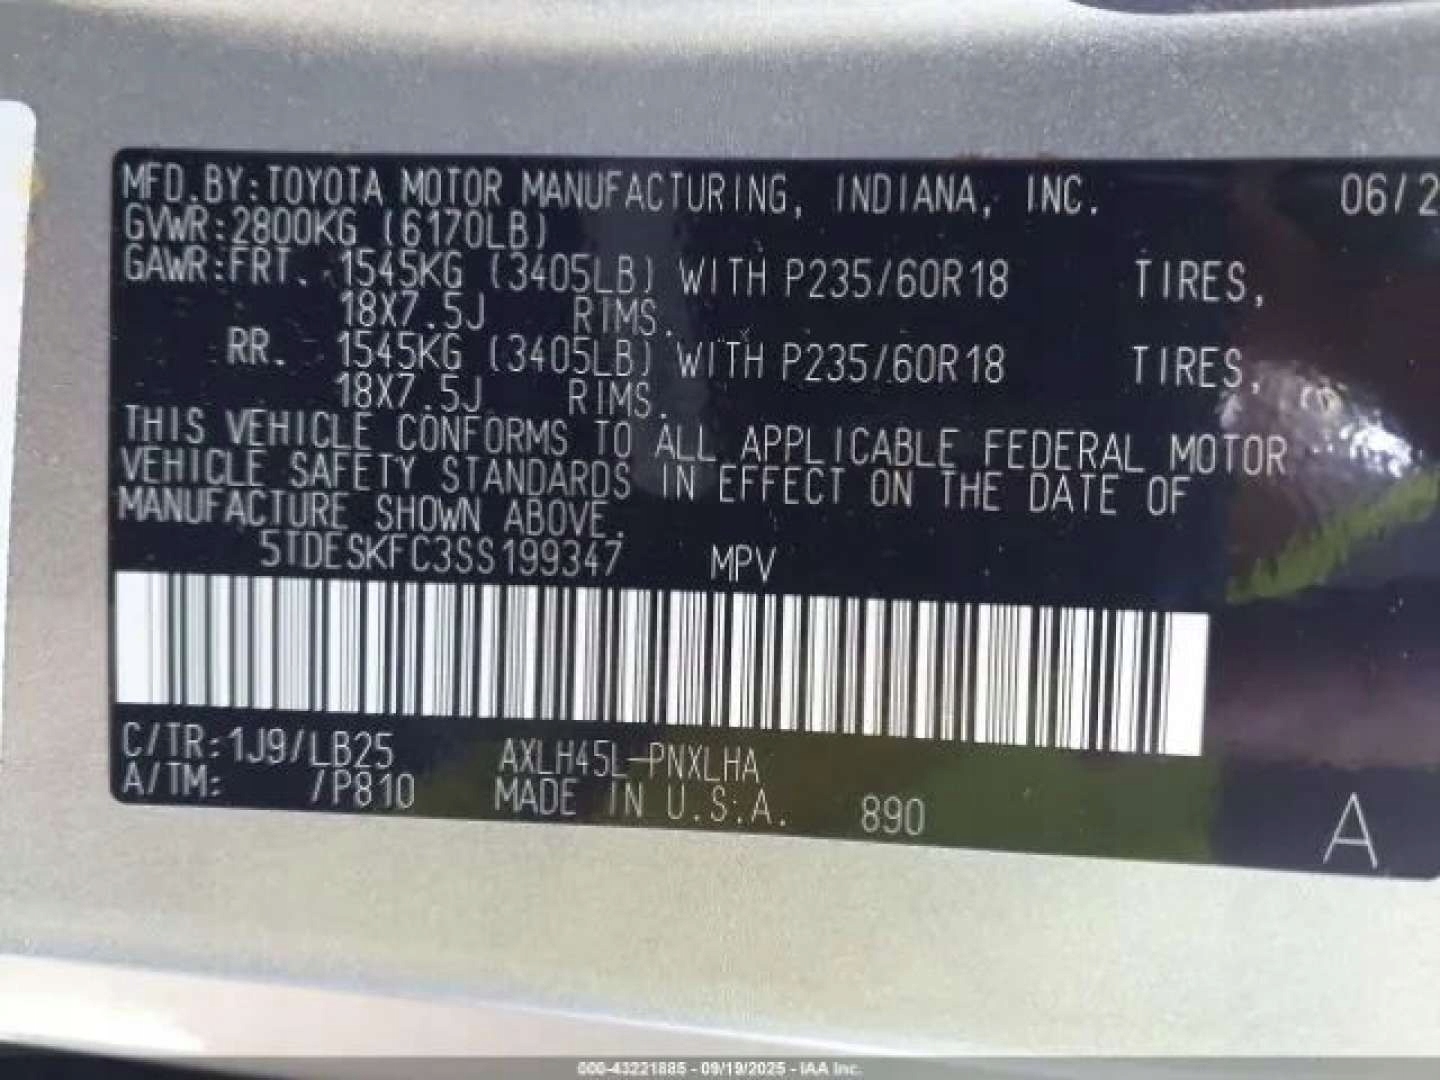 MFD.BY:TOYOTA MOTOR MANUFACTURING, INDIANA, INC. 06/2
GVWR:2800KG (6170LB)
GAWR:FRT. 1545KG (3405LB) WITH P235/60R18 TIRES,
18X7.5J RIMS.
RR. 1545KG (3405LB) WITH P235/60R18 TIRES,
18X7.5J RIMS.
THIS VEHICLE CONFORMS TO ALL APPLICABLE FEDERAL MOTOR
VEHICLE SAFETY STANDARDS IN EFFECT ON THE DATE OF
MANUFACTURE SHOWN ABOVE.
5TDESKFC3SS199347 MPV
C/TR:1J9/LB25 AXLH45L-PNXLHA
A/TM: /P810 MADE IN U.S.A. 890 A
000-43221885 - 09/19/2025 - IAA Inc.